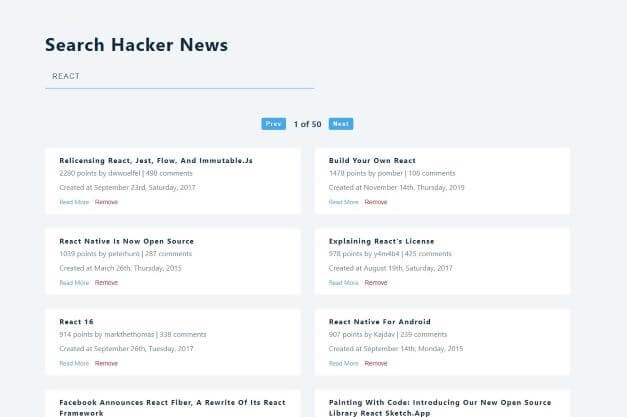 Search Hacker News
REACT
Prev 1 of 50 Next
Relicensing React, Jest, Flow, And Immutable.Js
2280 points by dwwoelfel | 498 comments
Created at September 23rd, Saturday, 2017
Read More Remove
Build Your Own React
1478 points by pomber | 108 comments
Created at November 14th, Thursday, 2019
Read More Remove
React Native Is Now Open Source
1039 points by peterhunt | 287 comments
Created at March 26th, Thursday, 2015
Read More Remove
Explaining React's License
978 points by y4m4b4 | 425 comments
Created at August 19th, Saturday, 2017
Read More Remove
React 16
914 points by markthethomas | 338 comments
Created at September 26th, Tuesday, 2017
Read More Remove
React Native For Android
907 points by Kajdav | 239 comments
Created at September 14th, Monday, 2015
Read More Remove
Facebook Announces React Fiber, A Rewrite Of Its React
Framework
Painting With Code: Introducing Our New Open Source
Library React Sketch.App